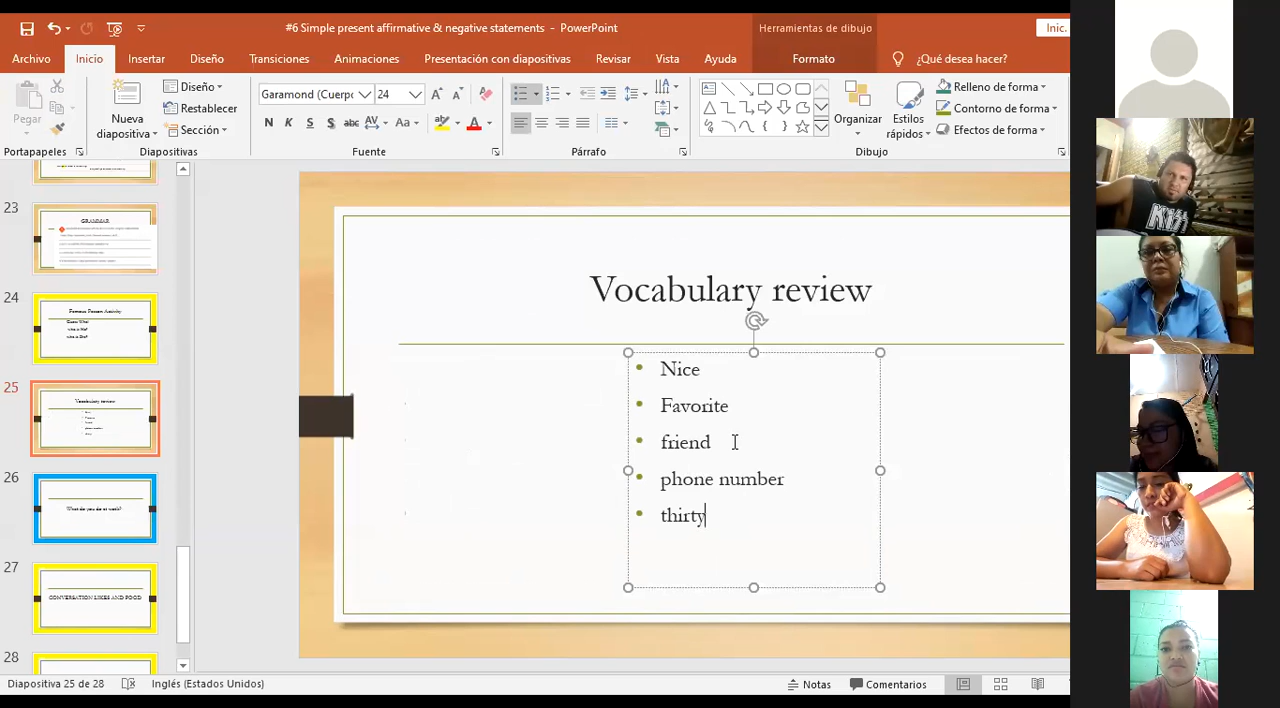 #6 Simple present affirmative & negative statements - PowerPoint
Herramientas de dibujo
Inic.
Archivo Inicio Insertar Diseño Transiciones Animaciones Presentación con diapositivas Revisar Vista Ayuda Formato ¿Qué desea hacer?
Pegar
Nueva diapositiva
Diseño
Restablecer
Sección
Garamond (Cuerpo 24
Organizar
Estilos rápidos
Relleno de forma
Contorno de forma
Efectos de forma
Portapapeles Diapositivas Fuente Párrafo Dibujo
23
GRAMMAR
24
Famous Person Activity
25
Vocabulary review
26
What do you do at work?
27
CONVERSATION LIKES AND FOOD
28
Vocabulary review
Nice
Favorite
friend
phone number
thirty
KISS
Diapositiva 25 de 28 Inglés (Estados Unidos) Notas Comentarios